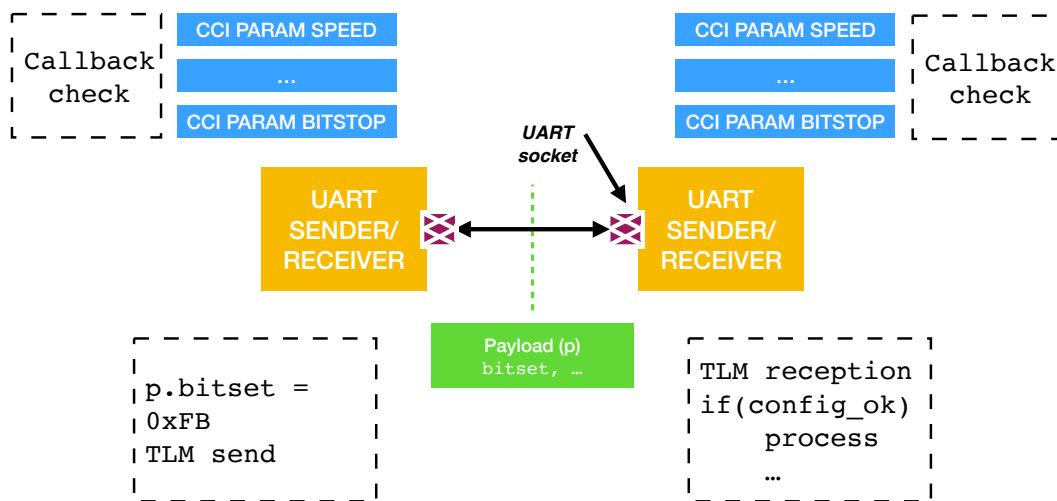 Callback
check
CCI PARAM SPEED
...
CCI PARAM BITSTOP
CCI PARAM SPEED
...
CCI PARAM BITSTOP
Callback
check
UART
socket
UART
SENDER/
RECEIVER
UART
SENDER/
RECEIVER
Payload (p)
bitset, …
p.bitset =
0xFB
TLM send
TLM reception
if(config_ok)
process
…